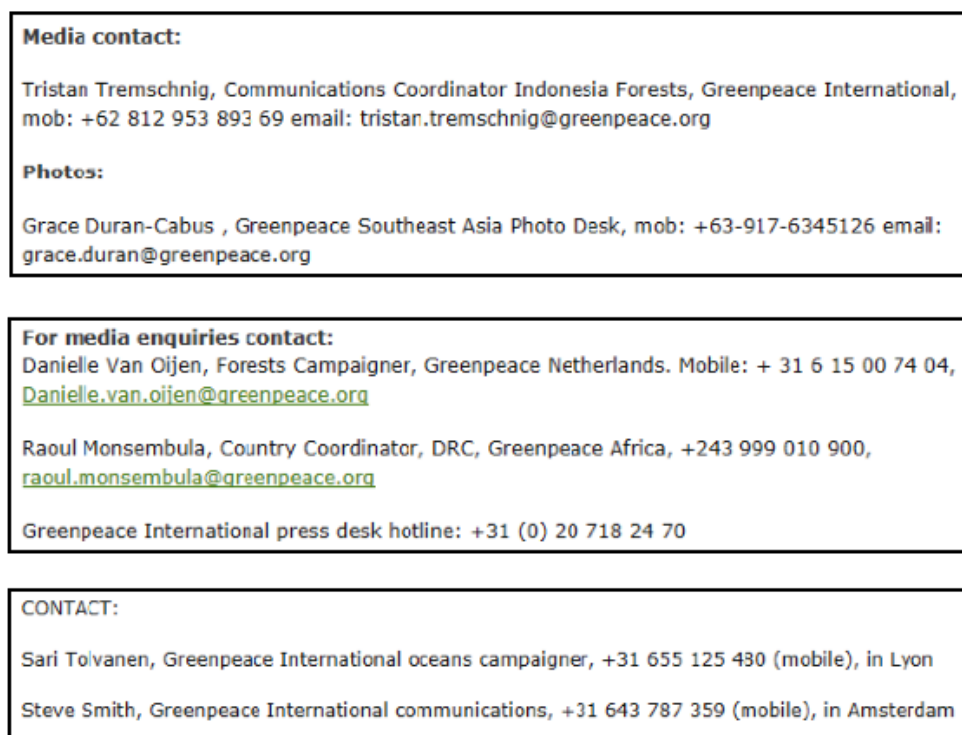 Media contact:
Tristan Tremschnig, Communications Coordinator Indonesia Forests, Greenpeace International,
mob: +62 812 953 893 69 email: tristan.tremschnig@greenpeace.org
Photos:
Grace Duran-Cabus , Greenpeace Southeast Asia Photo Desk, mob: +63-917-6345126 email:
grace.duran@greenpeace.org
For media enquiries contact:
Danielle Van Oijen, Forests Campaigner, Greenpeace Netherlands. Mobile: + 31 6 15 00 74 04,
Danielle.van.oijen@greenpeace.org
Raoul Monsembula, Country Coordinator, DRC, Greenpeace Africa, +243 999 010 900,
raoul.monsembula@greenpeace.org
Greenpeace International press desk hotline: +31 (0) 20 718 24 70
CONTACT:
Sari Tolvanen, Greenpeace International oceans campaigner, +31 655 125 480 (mobile), in Lyon
Steve Smith, Greenpeace International communications, +31 643 787 359 (mobile), in Amsterdam